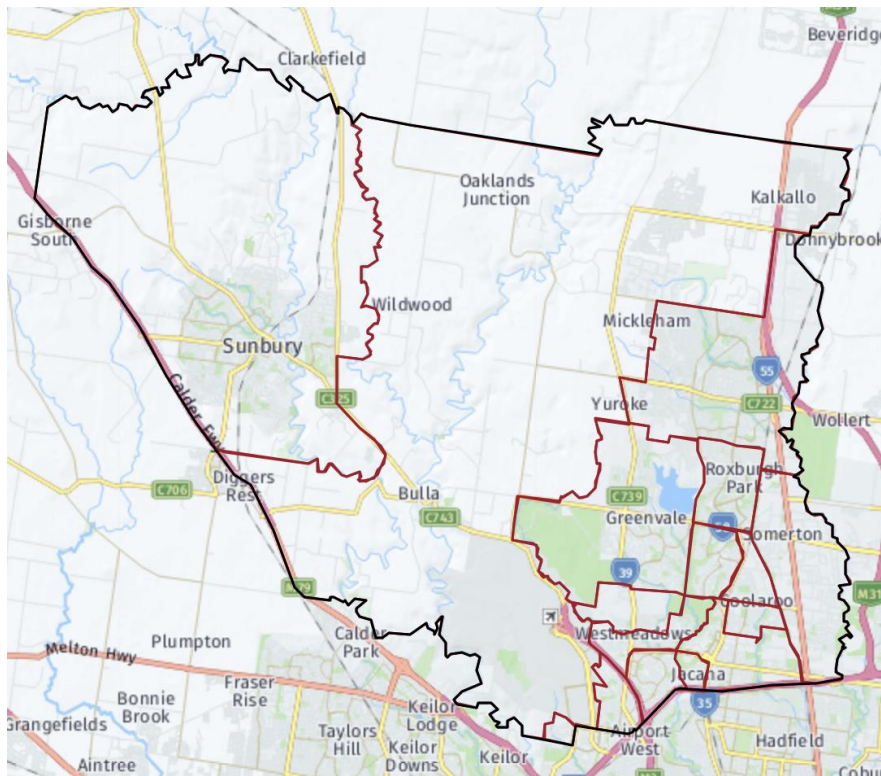 Beveridge
Clarkefield
Oaklands
Junction
Kalkallo
Gisborne
South
Donnybrook
Wildwood
Mickleham
Sunbury
55
Calder Fwy
C325
Yuroke
C722
Wollert
Diggers
Rest
C706
Bulla
C739
Roxburgh
Park
C743
Greenvale
Somerton
39
M79
Coolaroo
M31
Westmeadows
Plumpton
Calder
Park
Melton Hwy
Jacana
Fraser
Rise
Bonnie
Brook
Keilor
Lodge
35
Grangefields
Taylors
Hill
Airport
West
Keilor
Downs
Keilor
Hadfield
Aintree